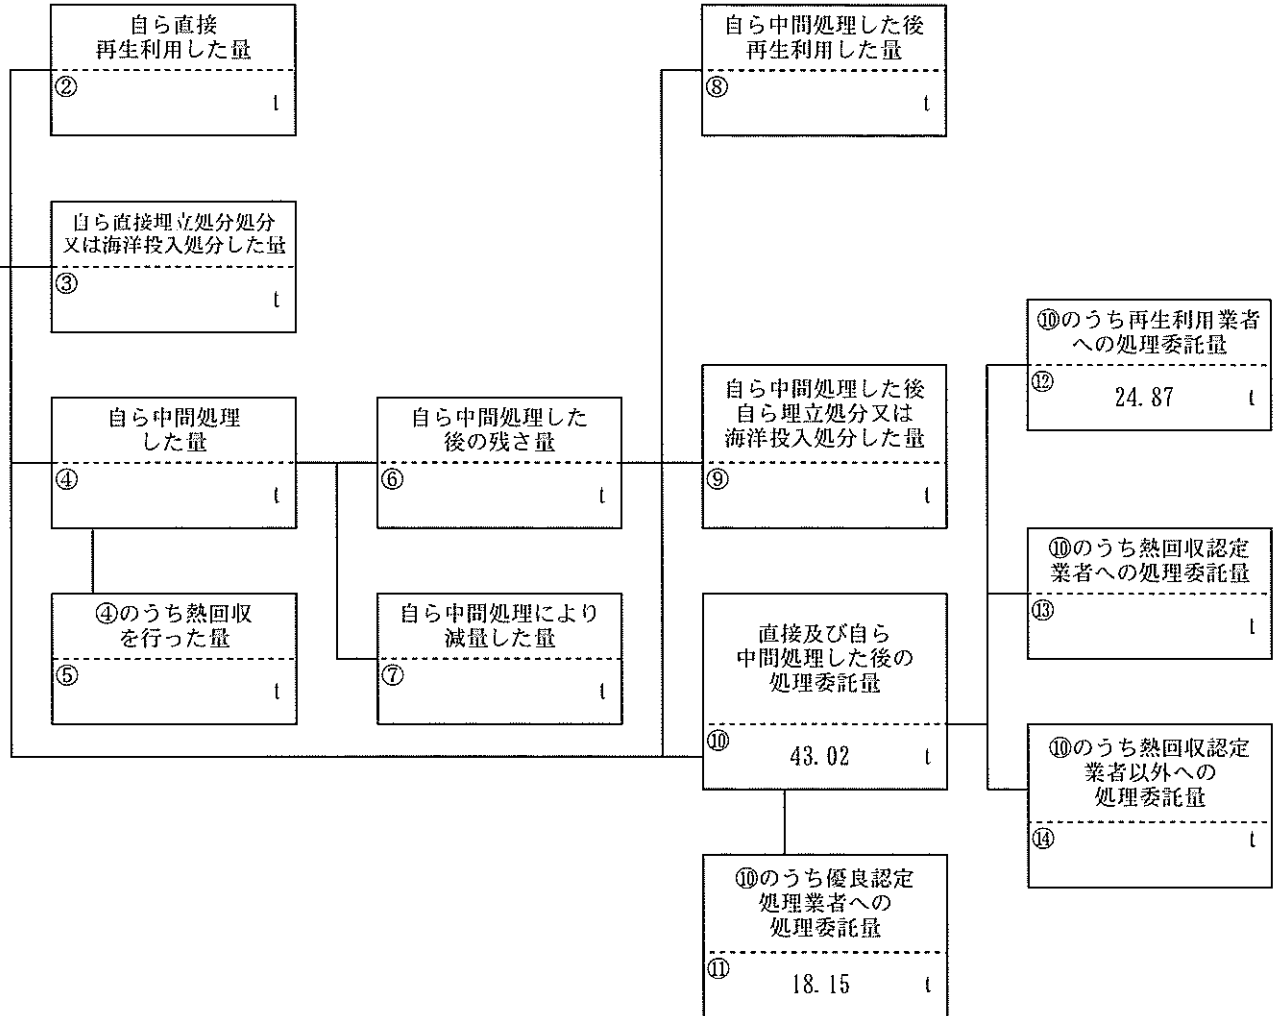 自ら直接
再生利用した量
②
t
自ら直接埋立処分処分
又は海洋投入処分した量
③
t
自ら中間処理
した量
④
t
④のうち熱回収
を行った量
⑤
t
自ら中間処理した
後の残さ量
⑥
t
自ら中間処理により
減量した量
⑦
t
自ら中間処理した後
再生利用した量
⑧
t
自ら中間処理した後
自ら埋立処分又は
海洋投入処分した量
⑨
t
直接及び自ら
中間処理した後の
処理委託量
⑩
43.02 t
⑩のうち優良認定
処理業者への
処理委託量
⑪
18.15 t
⑩のうち再生利用業者
への処理委託量
⑫
24.87 t
⑩のうち熱回収認定
業者への処理委託量
⑬
t
⑩のうち熱回収認定
業者以外への
処理委託量
⑭
t